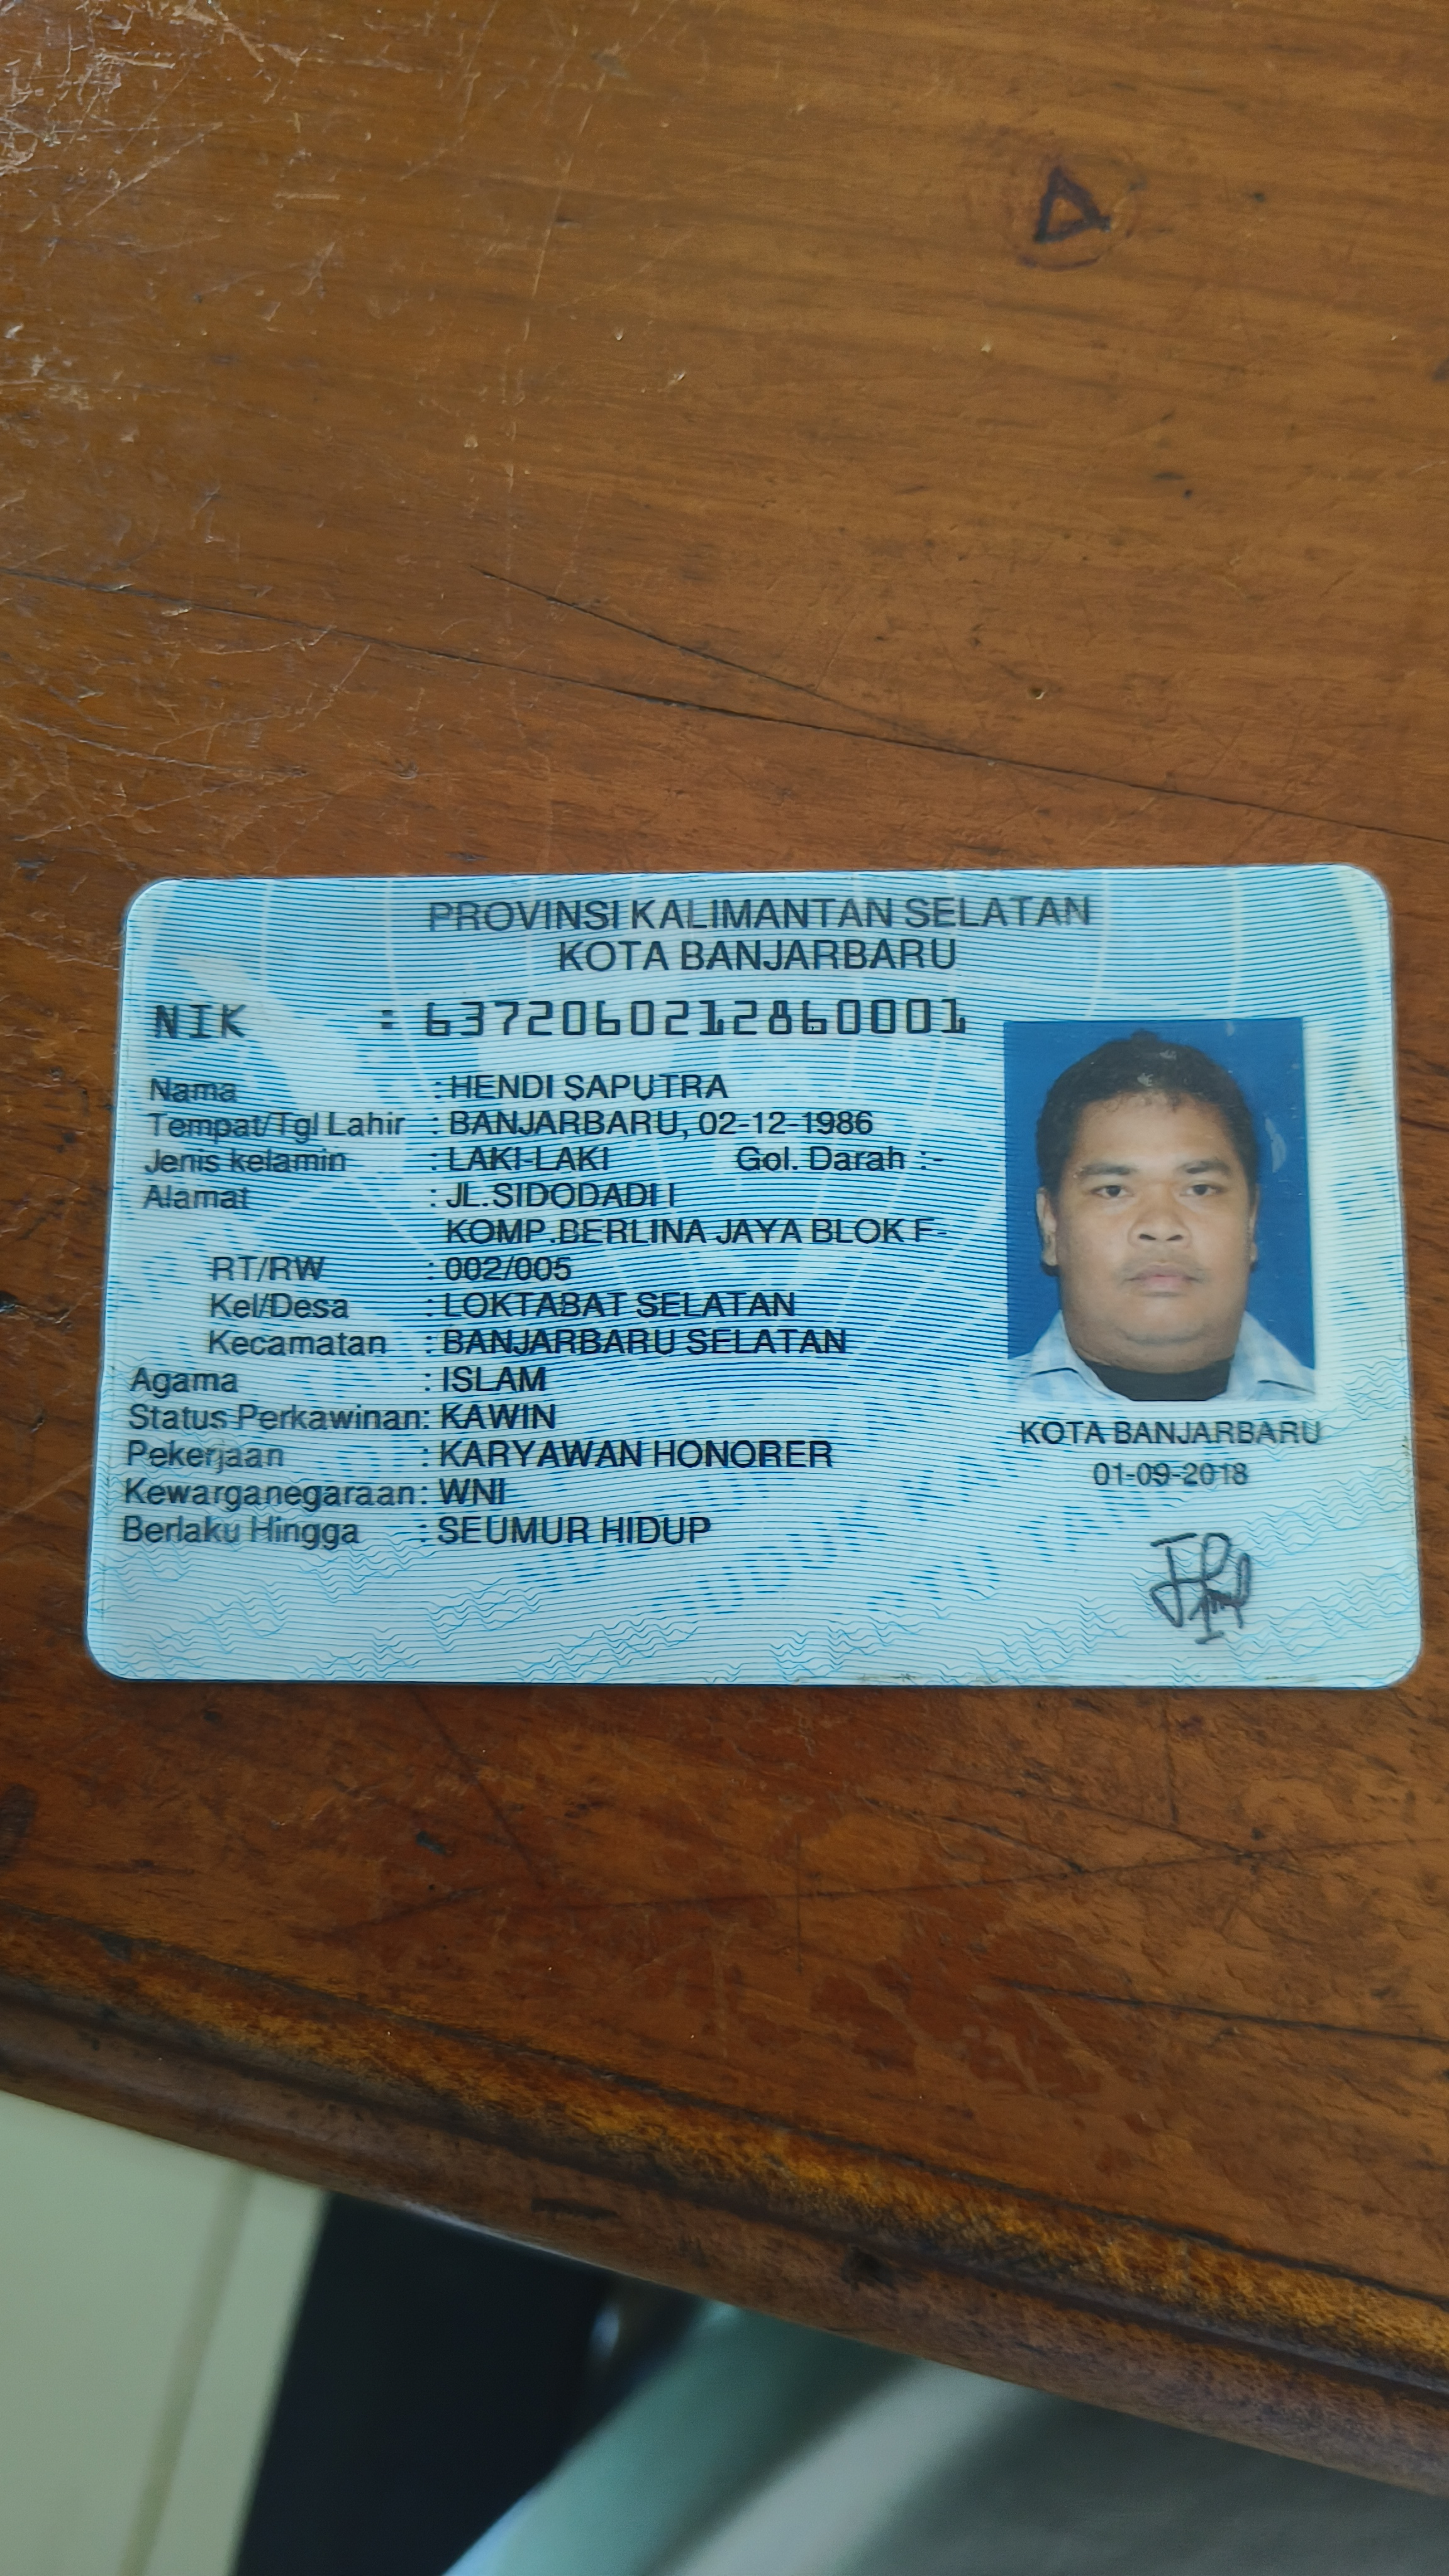 PROVINSI KALIMANTAN SELATAN
KOTA BANJARBARU
NIK : 6372060212860001
Nama : HENDI SAPUTRA
Tempat/Tgl Lahir : BANJARBARU, 02-12-1986
Jenis kelamin : LAKI-LAKI Gol. Darah :-
Alamat : JL.SIDODADI I
KOMP.BERLINA JAYA BLOK F-
RT/RW : 002/005
Kel/Desa : LOKTABAT SELATAN
Kecamatan : BANJARBARU SELATAN
Agama : ISLAM
Status Perkawinan: KAWIN
Pekerjaan : KARYAWAN HONORER
Kewarganegaraan: WNI
Berlaku Hingga : SEUMUR HIDUP
KOTA BANJARBARU
01-09-2018